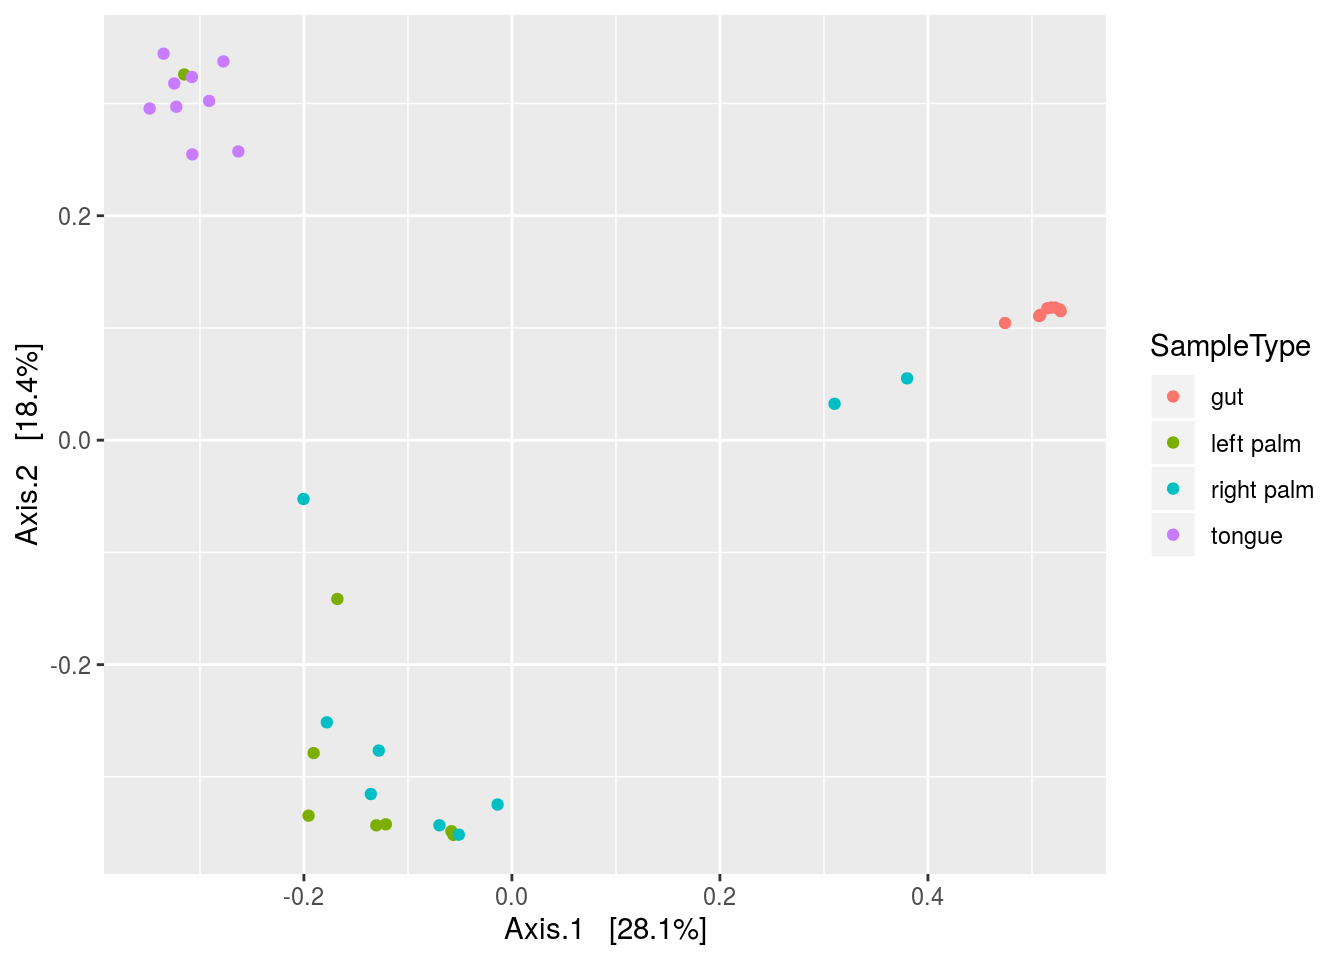 0.2
0.0
-0.2
Axis.2 [18.4%]
-0.2 0.0 0.2 0.4
Axis.1 [28.1%]
SampleType
gut
left palm
right palm
tongue